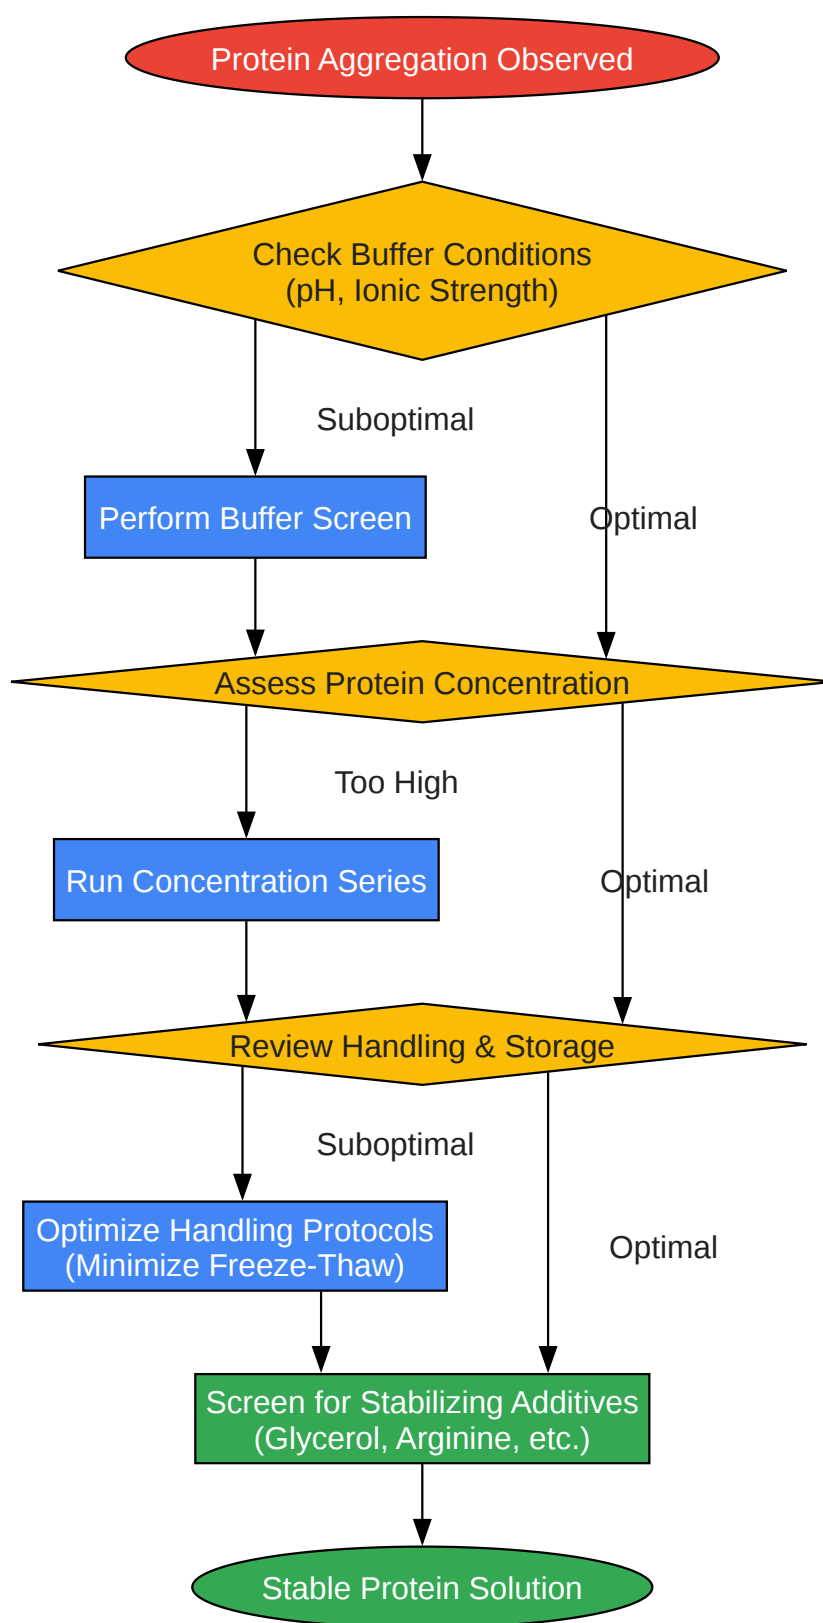 Protein Aggregation Observed
Check Buffer Conditions
(pH, Ionic Strength)
Suboptimal
Perform Buffer Screen
Optimal
Assess Protein Concentration
Too High
Run Concentration Series
Optimal
Review Handling & Storage
Suboptimal
Optimize Handling Protocols
(Minimize Freeze-Thaw)
Optimal
Screen for Stabilizing Additives
(Glycerol, Arginine, etc.)
Stable Protein Solution